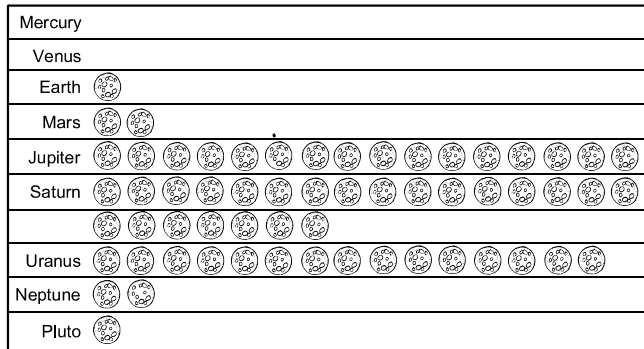 Mercury
Venus
Earth
Mars
Jupiter
Saturn
Uranus
Neptune
Pluto